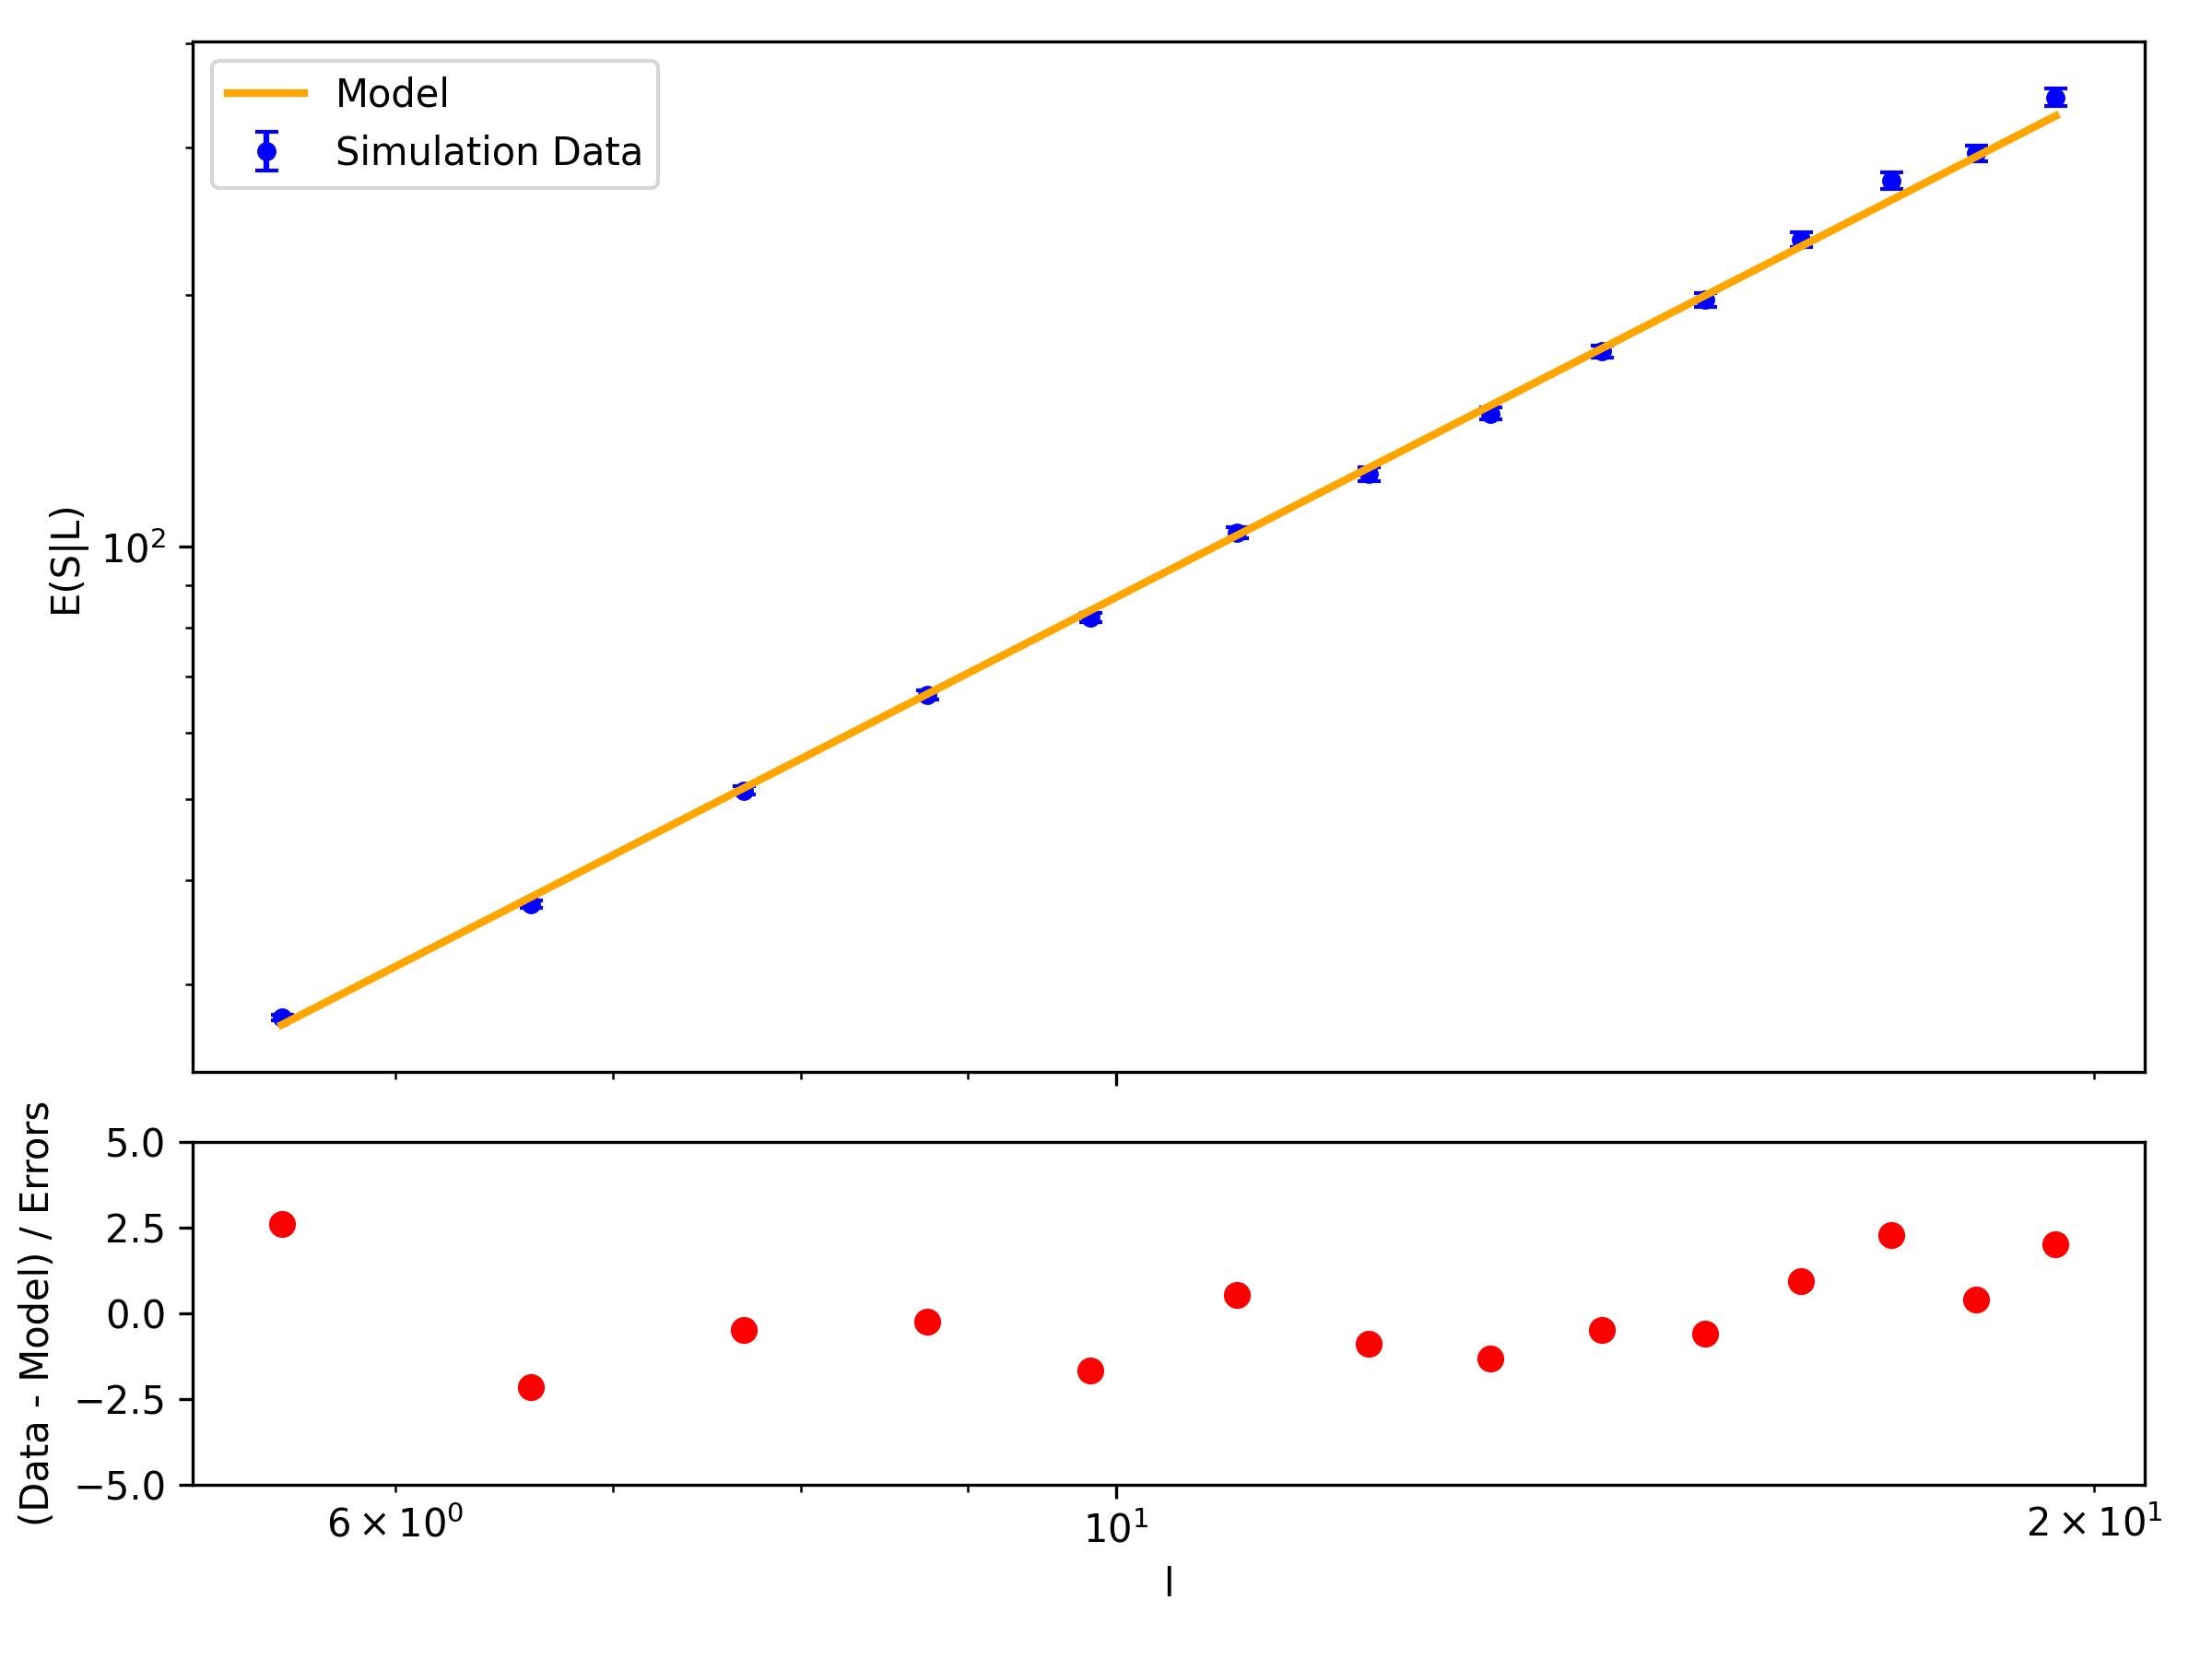 Model
Simulation Data
E(S|L)
10²
(Data - Model) / Errors
5.0
2.5
0.0
−2.5
−5.0
6 × 10⁰
10¹
2 × 10¹
l